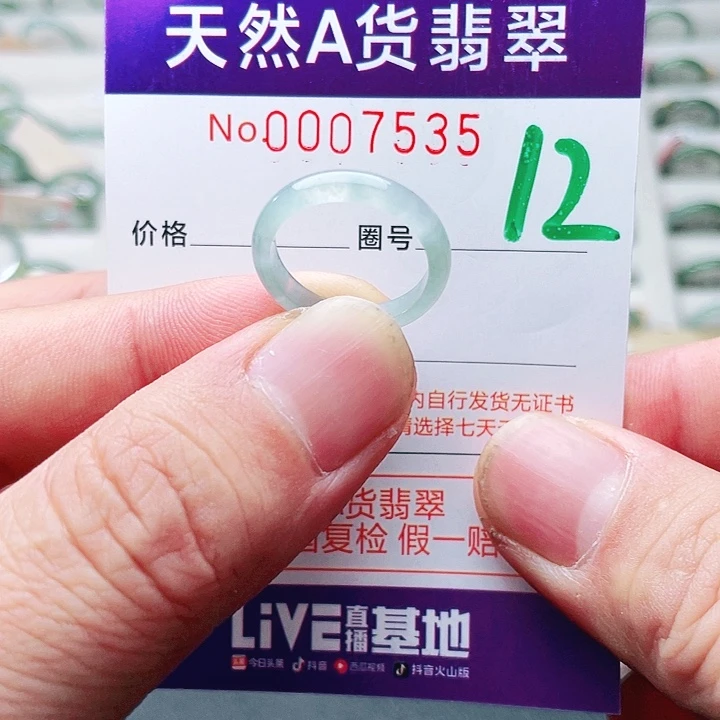 天然A货翡翠
No.0007535
12
价格 圈号
内自行发货无证书
请选择七天
货翡翠
复检 假一赔
LiVE直播基地
今日头条 抖音 西瓜视频 抖音火山版